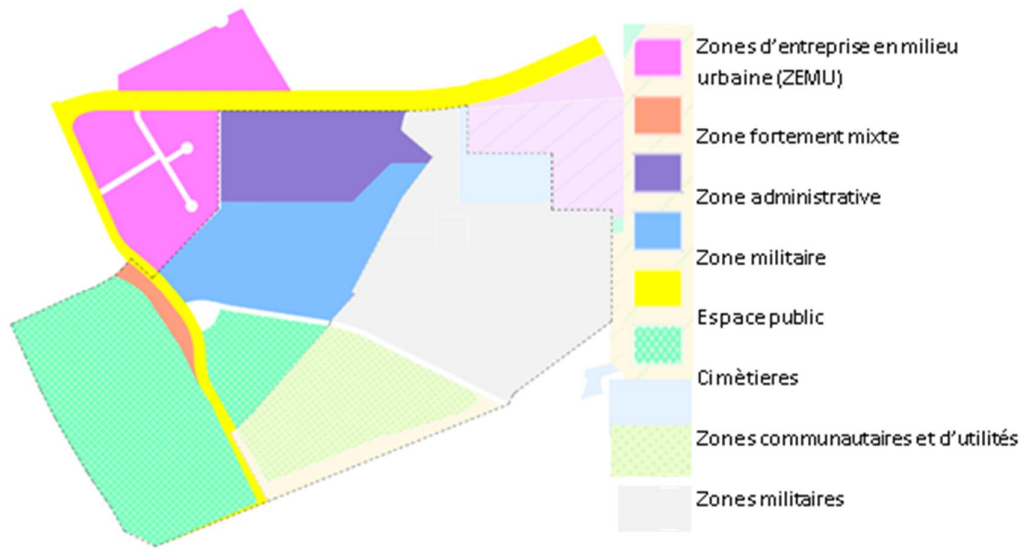 Zones d'entreprise en milieu
urbaine (ZEMU)
Zone fortement mixte
Zone administrative
Zone militaire
Espace public
Cimètieres
Zones communautaires et d'utilités
Zones militaires